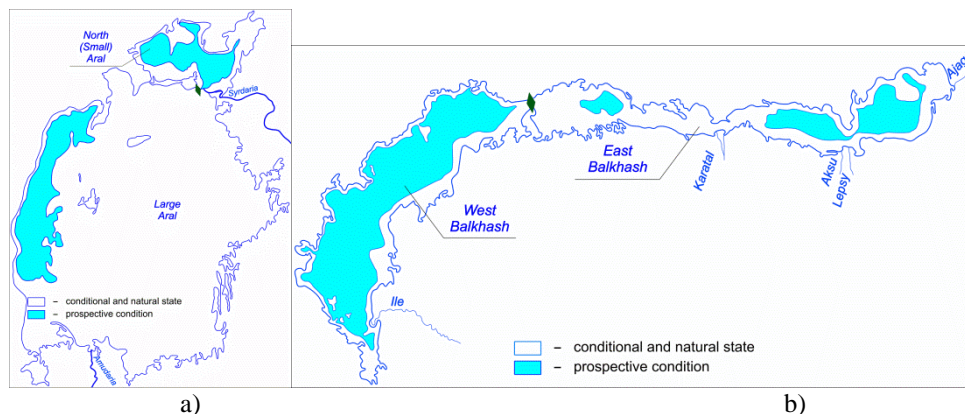 North
(Small)
Aral
Syrdaria
Large
Aral
– conditional and natural state
– prospective condition
Amudaria
a)
West
Balkhash
Ile
East
Balkhash
Karatal
Aksu
Lepsy
Ajag
– conditional and natural state
– prospective condition
b)